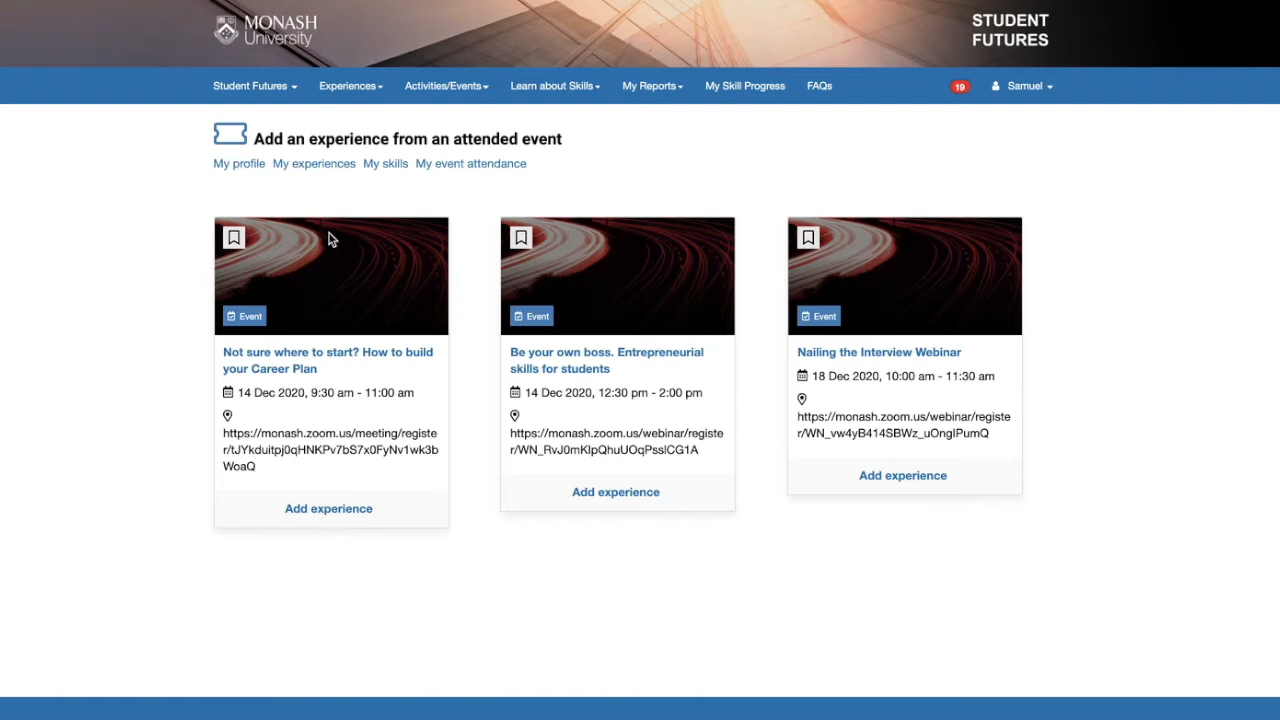 MONASH
University
STUDENT
FUTURES
Student Futures
Experiences
Activities/Events
Learn about Skills
My Reports
My Skill Progress
FAQs
19
Samuel
Add an experience from an attended event
My profile My experiences My skills My event attendance
Event
Not sure where to start? How to build
your Career Plan
14 Dec 2020, 9:30 am - 11:00 am
https://monash.zoom.us/meeting/registe
r/tJYkduitpj0qHNKPv7bS7x0FyNv1wk3b
WoaQ
Add experience
Event
Be your own boss. Entrepreneurial
skills for students
14 Dec 2020, 12:30 pm - 2:00 pm
https://monash.zoom.us/webinar/registe
r/WN_RvJ0mKIpQhuUOqPsslCG1A
Add experience
Event
Nailing the Interview Webinar
18 Dec 2020, 10:00 am - 11:30 am
https://monash.zoom.us/webinar/registe
r/WN_vw4yB414SBWz_uOngIPumQ
Add experience